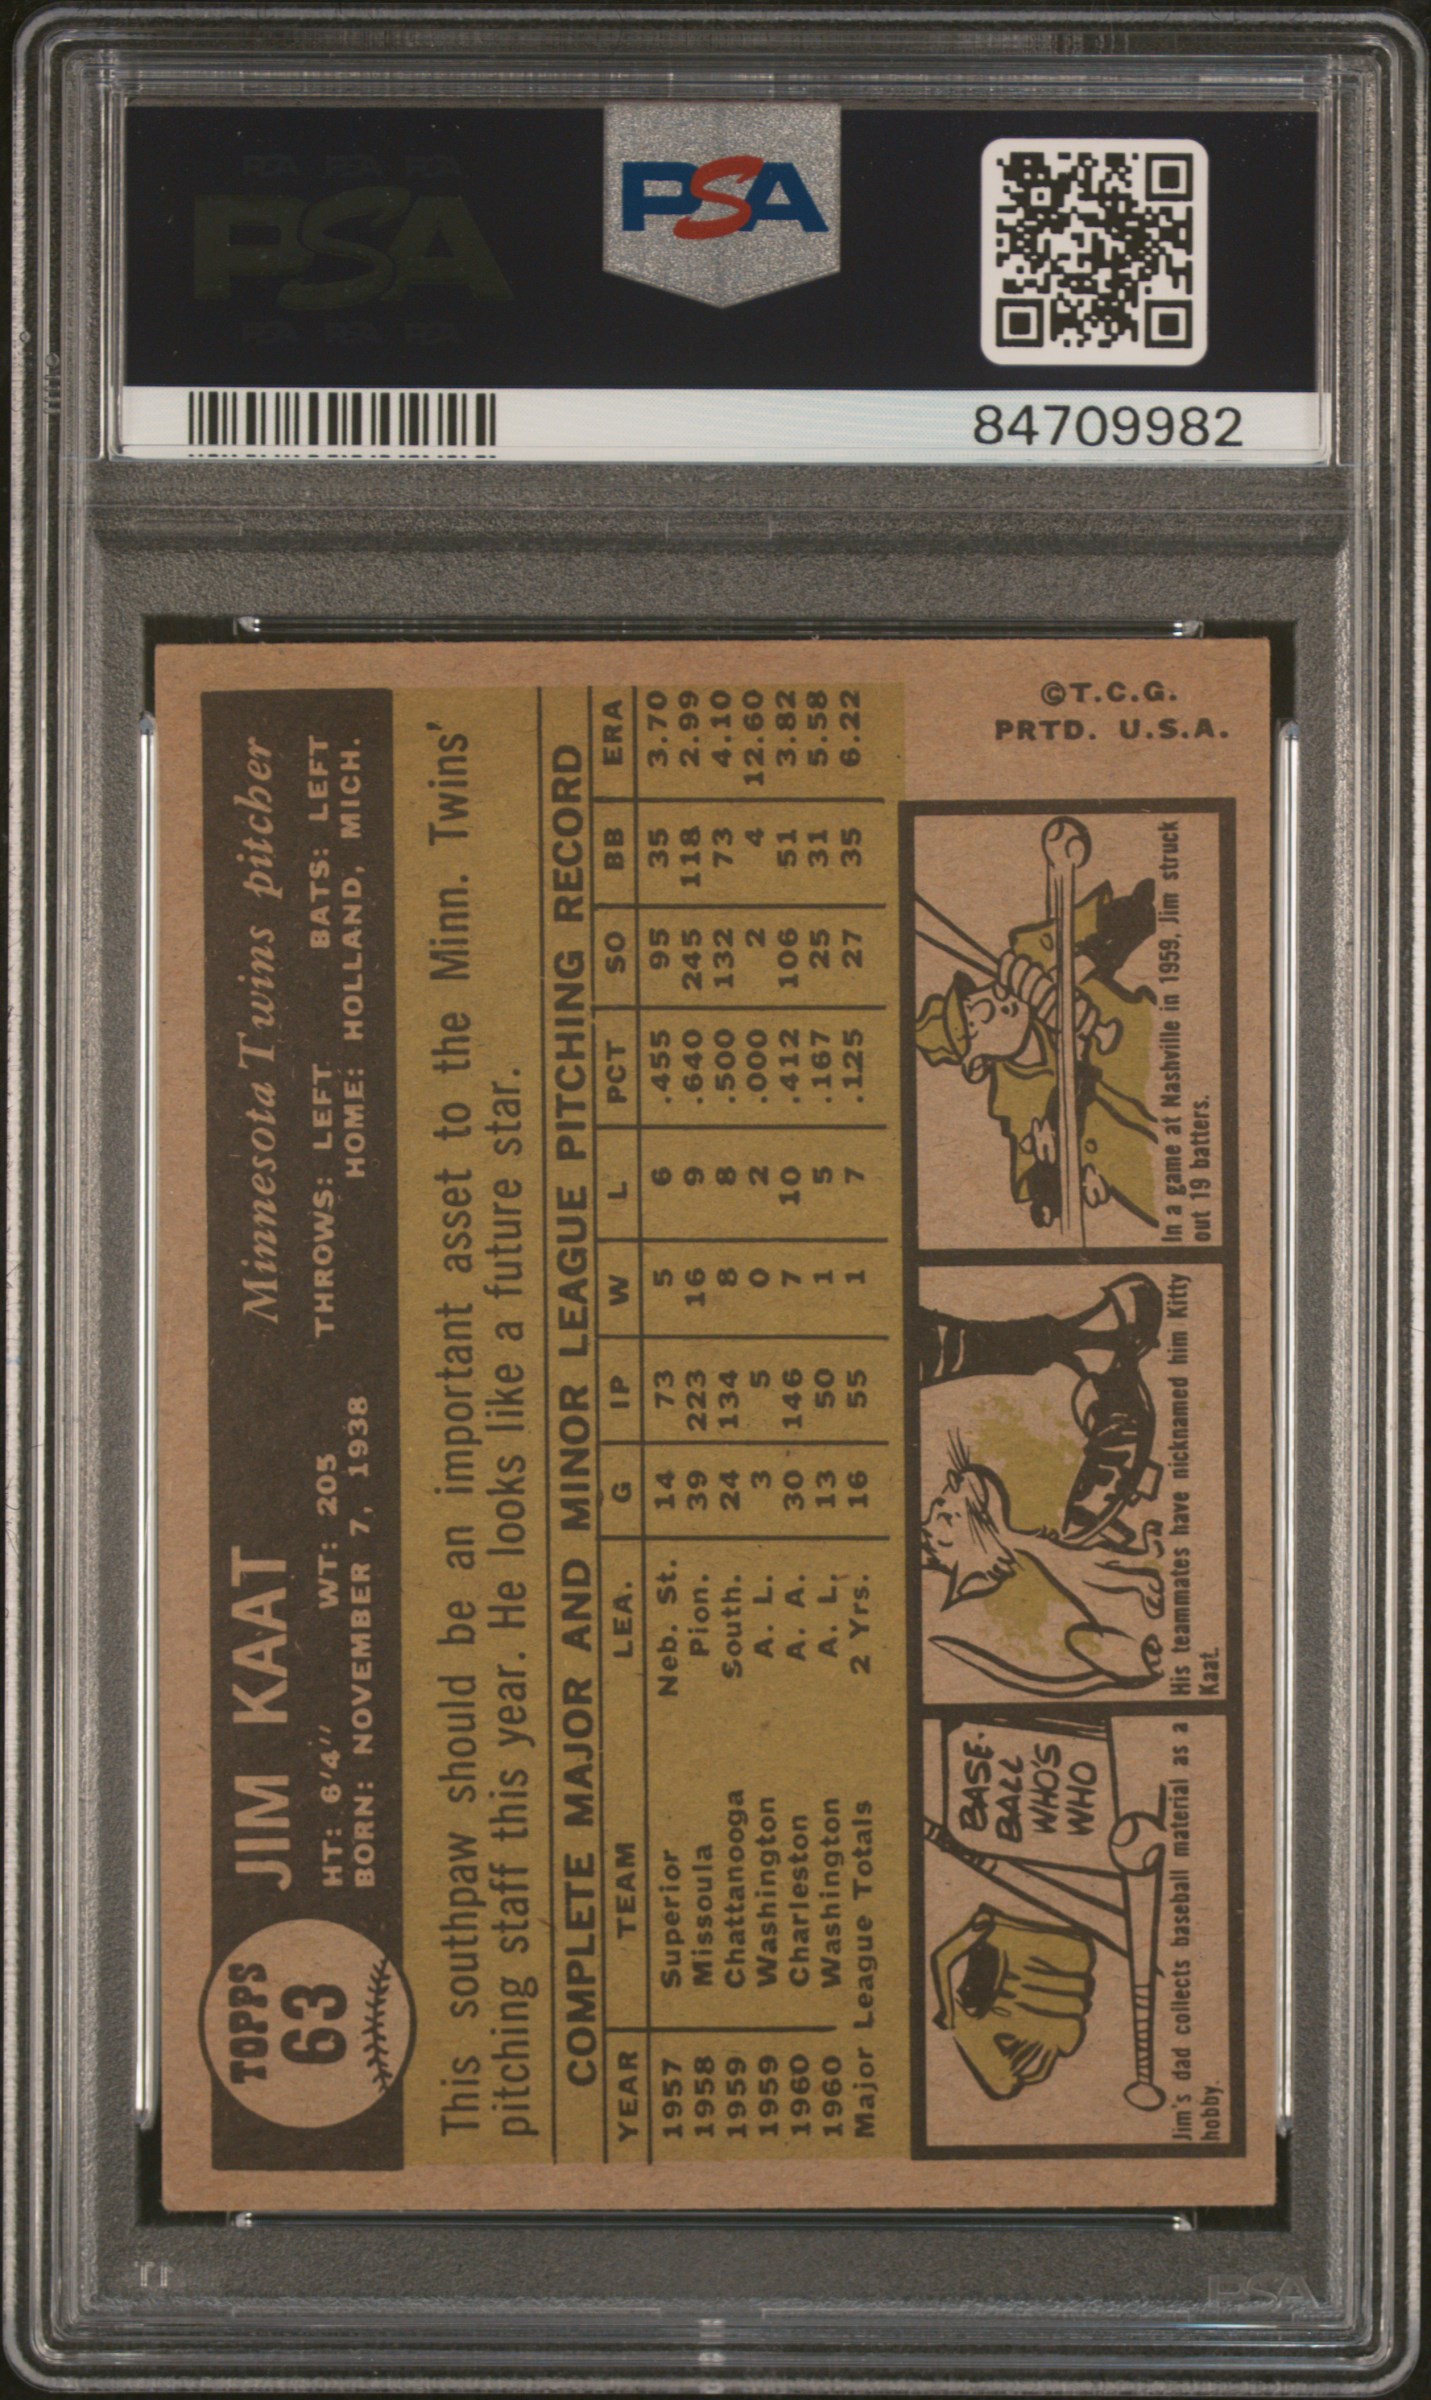 PSA PSA PSA
PSA
PSA PSA PSA
PSA
84709982
TOPPS
63
JIM KAAT Minnesota Twins pitcher
HT: 6'4" WT: 205 THROWS: LEFT BATS: LEFT
BORN: NOVEMBER 7, 1938 HOME: HOLLAND, MICH.
This southpaw should be an important asset to the Minn. Twins'
pitching staff this year. He looks like a future star.
COMPLETE MAJOR AND MINOR LEAGUE PITCHING RECORD
YEAR TEAM LEA. G IP W L PCT SO BB ERA
1957 Superior Neb. St. 14 73 5 6 .455 95 35 3.70
1958 Missoula Pion. 39 223 16 9 .640 245 118 2.99
1959 Chattanooga South. 24 134 8 8 .500 132 73 4.10
1959 Washington A. L. 3 5 0 2 .000 2 4 12.60
1960 Charleston A. A. 30 146 7 10 .412 106 51 3.82
1960 Washington A. L. 13 50 1 5 .167 25 31 5.58
Major League Totals 2 Yrs. 16 55 1 7 .125 27 35 6.22
BASE-
BALL
WHO'S
WHO
Jim's dad collects baseball material as a
hobby.
His teammates have nicknamed him Kitty
Kaat.
In a game at Nashville in 1959, Jim struck
out 19 batters.
©T.C.G.
PRTD. U.S.A.
PSA